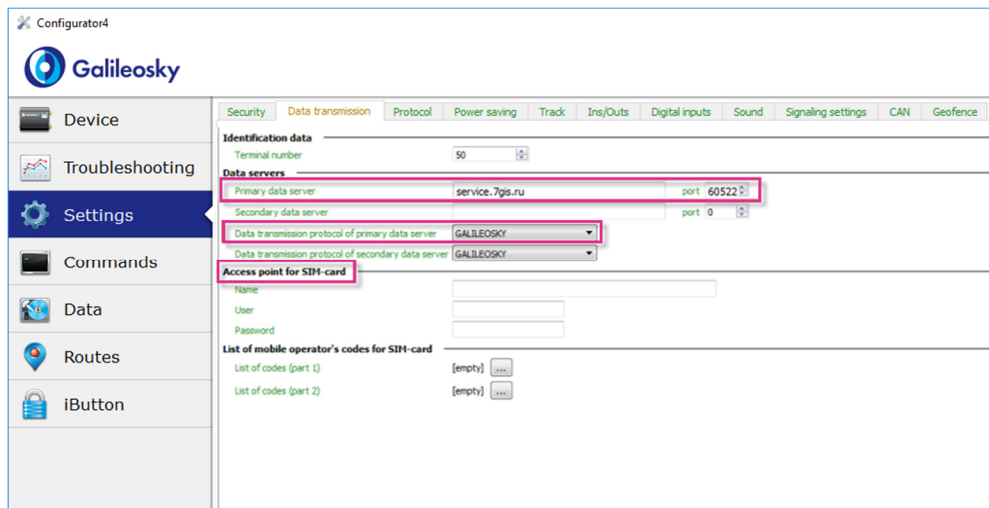 Configurator4
Galileosky
Device
Troubleshooting
Settings
Commands
Data
Routes
iButton
Security Data transmission Protocol Power saving Track Ins/Outs Digital inputs Sound Signaling settings CAN Geofence
Identification data
Terminal number 50
Data servers
Primary data server service.7gis.ru port 60522
Secondary data server port 0
Data transmission protocol of primary data server GALILEOSKY
Data transmission protocol of secondary data server GALILEOSKY
Access point for SIM-card
Name
User
Password
List of mobile operator's codes for SIM-card
List of codes (part 1) [empty] ...
List of codes (part 2) [empty] ...